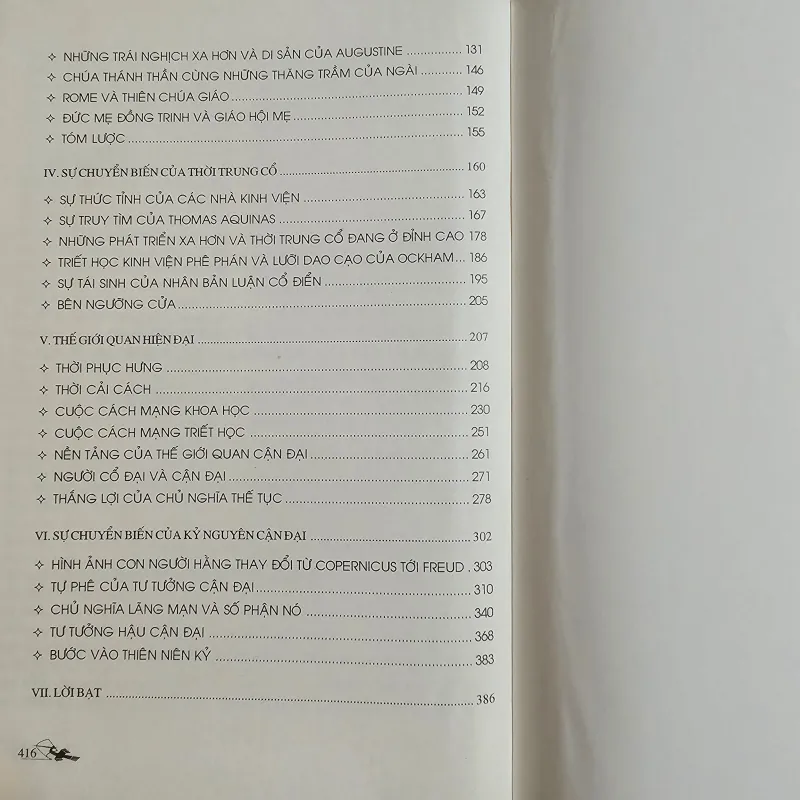 ✧ NHỮNG TRÁI NGHỊCH XA HƠN VÀ DI SẢN CỦA AUGUSTINE ............... 131
✧ CHÚA THÁNH THẦN CÙNG NHỮNG THĂNG TRẦM CỦA NGÀI ........... 146
✧ ROME VÀ THIÊN CHÚA GIÁO ............... 149
✧ ĐỨC MẸ ĐỒNG TRINH VÀ GIÁO HỘI MẸ ............... 152
✧ TÓM LƯỢC ............... 155
IV. SỰ CHUYỂN BIẾN CỦA THỜI TRUNG CỔ ............... 160
✧ SỰ THỨC TỈNH CỦA CÁC NHÀ KINH VIỆN ............... 163
✧ SỰ TRUY TÌM CỦA THOMAS AQUINAS ............... 167
✧ NHỮNG PHÁT TRIỂN XA HƠN VÀ THỜI TRUNG CỔ ĐANG Ở ĐỈNH CAO 178
✧ TRIẾT HỌC KINH VIỆN PHÊ PHÁN VÀ LƯỠI DAO CẠO CỦA OCKHAM ... 186
✧ SỰ TÁI SINH CỦA NHÂN BẢN LUẬN CỔ ĐIỂN ............... 195
✧ BÊN NGƯỠNG CỬA ............... 205
V. THẾ GIỚI QUAN HIỆN ĐẠI ............... 207
✧ THỜI PHỤC HƯNG ............... 208
✧ THỜI CẢI CÁCH ............... 216
✧ CUỘC CÁCH MẠNG KHOA HỌC ............... 230
✧ CUỘC CÁCH MẠNG TRIẾT HỌC ............... 251
✧ NỀN TẢNG CỦA THẾ GIỚI QUAN CẬN ĐẠI ............... 261
✧ NGƯỜI CỔ ĐẠI VÀ CẬN ĐẠI ............... 271
✧ THẮNG LỢI CỦA CHỦ NGHĨA THẾ TỤC ............... 278
VI. SỰ CHUYỂN BIẾN CỦA KỶ NGUYÊN CẬN ĐẠI ............... 302
✧ HÌNH ẢNH CON NGƯỜI HẰNG THAY ĐỔI TỪ COPERNICUS TỚI FREUD . 303
✧ TỰ PHÊ CỦA TƯ TƯỞNG CẬN ĐẠI ............... 310
✧ CHỦ NGHĨA LÃNG MẠN VÀ SỐ PHẬN NÓ ............... 340
✧ TƯ TƯỞNG HẬU CẬN ĐẠI ............... 368
✧ BƯỚC VÀO THIÊN NIÊN KỶ ............... 383
VII. LỜI BẠT ............... 386
416